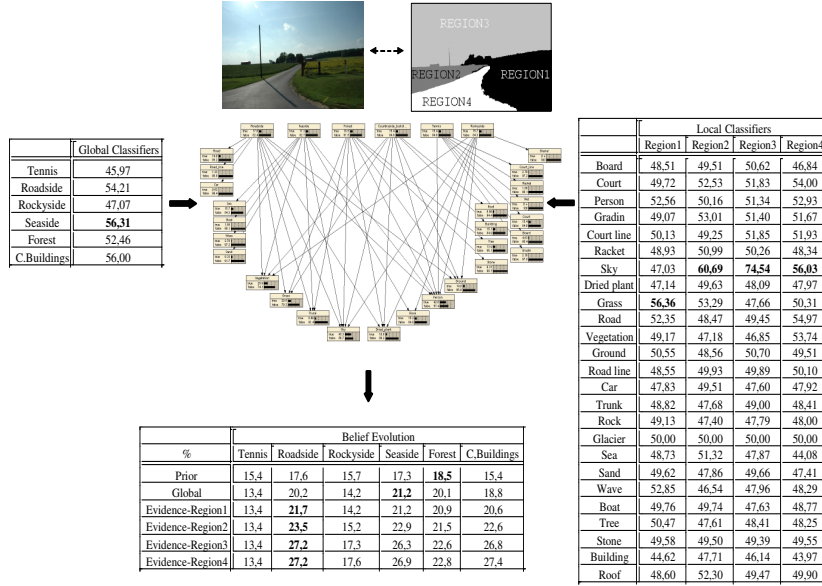 REGION3
REGION2
REGION1
REGION4
Global Classifiers
Tennis 45,97
Roadside 54,21
Rockyside 47,07
Seaside 56,31
Forest 52,46
C.Buildings 56,00
Roadside Seaside Forest Tennis Rockyside
Vegetation
Ground
Grass
Person
Trunk
Sky
Dried_plant
Local Classifiers
Region1 Region2 Region3 Region4
Board 48,51 49,51 50,62 46,84
Court 49,72 52,53 51,83 54,00
Person 52,56 50,16 51,34 52,93
Gradin 49,07 53,01 51,40 51,67
Court line 50,13 49,25 51,85 51,93
Racket 48,93 50,99 50,26 48,34
Sky 47,03 60,69 74,54 56,03
Dried plant 47,14 49,63 48,09 47,97
Grass 56,36 53,29 47,66 50,31
Road 52,35 48,47 49,45 54,97
Vegetation 49,17 47,18 46,85 53,74
Ground 50,55 48,56 50,70 49,51
Road line 48,55 49,93 49,89 50,10
Car 47,83 49,51 47,60 47,92
Trunk 48,82 47,68 49,00 48,41
Rock 49,13 47,40 47,79 48,00
Glacier 50,00 50,00 50,00 50,00
Sea 48,73 51,32 47,87 44,08
Sand 49,62 47,86 49,66 47,41
Wave 52,85 46,54 47,96 48,29
Boat 49,76 49,74 47,63 48,77
Tree 50,47 47,61 48,41 48,25
Stone 49,58 49,50 49,39 49,55
Building 44,62 47,71 46,14 43,97
Roof 48,60 52,30 49,47 49,90
Belief Evolution
% Tennis Roadside Rockyside Seaside Forest C,Buildings
Prior 15,4 17,6 15,7 17,3 18,5 15,4
Global 13,4 20,2 14,2 21,2 20,1 18,8
Evidence-Region1 13,4 21,7 14,2 21,2 20,9 20,6
Evidence-Region2 13,4 23,5 15,2 22,9 21,5 22,6
Evidence-Region3 13,4 27,2 17,3 26,3 22,6 26,8
Evidence-Region4 13,4 27,2 17,6 26,9 22,8 27,4